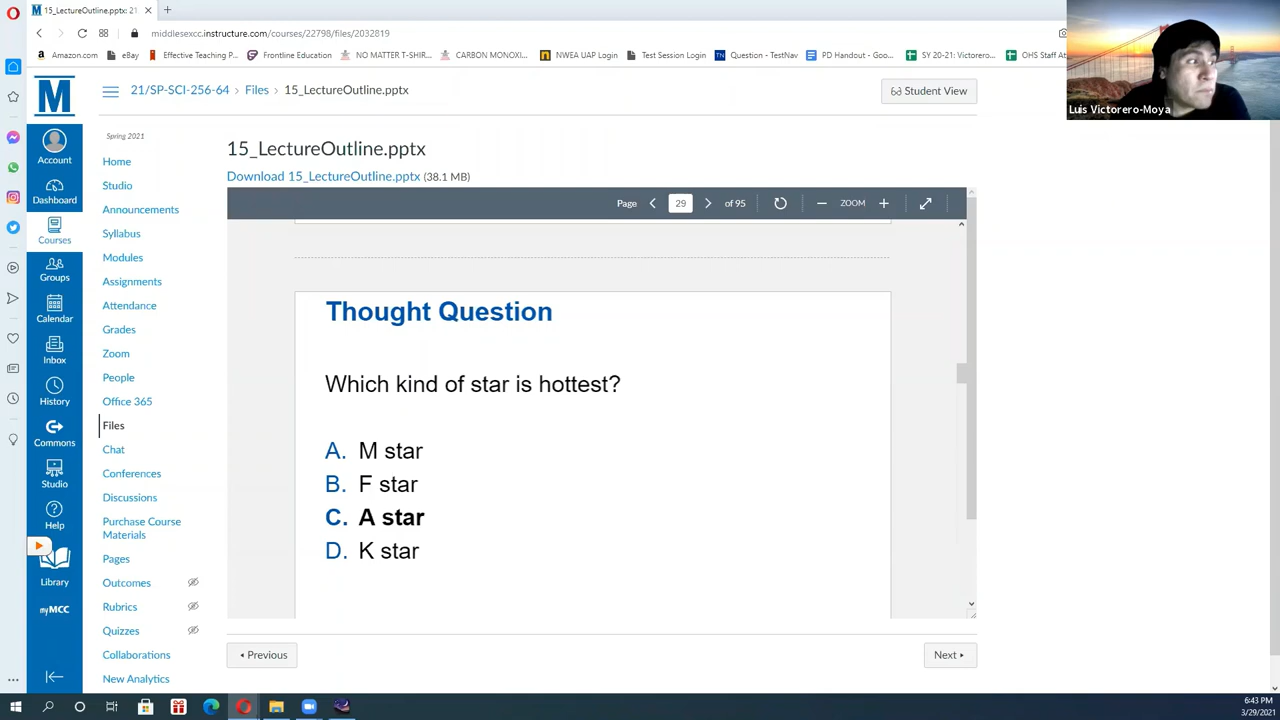 15_LectureOutline.pptx: 21
middlesexcc.instructure.com/courses/22798/files/2032819
Amazon.com
eBay
Effective Teaching P...
Frontline Education
NO MATTER T-SHIR...
CARBON MONOXI...
NWEA UAP Login
Test Session Login
Question - TestNav
PD Handout - Goo...
SY 20-21: Victorero...
OHS Staff At
Luis Victorero-Moya
M
Account
Dashboard
Courses
Groups
Calendar
Inbox
History
Commons
Studio
Help
Library
myMCC
21/SP-SCI-256-64 > Files > 15_LectureOutline.pptx
Student View
Spring 2021
Home
Studio
Announcements
Syllabus
Modules
Assignments
Attendance
Grades
Zoom
People
Office 365
Files
Chat
Conferences
Discussions
Purchase Course
Materials
Pages
Outcomes
Rubrics
Quizzes
Collaborations
New Analytics
15_LectureOutline.pptx
Download 15_LectureOutline.pptx (38.1 MB)
Page 29 of 95 ZOOM
Thought Question
Which kind of star is hottest?
A. M star
B. F star
C. A star
D. K star
Previous
Next
6:43 PM
3/29/2021